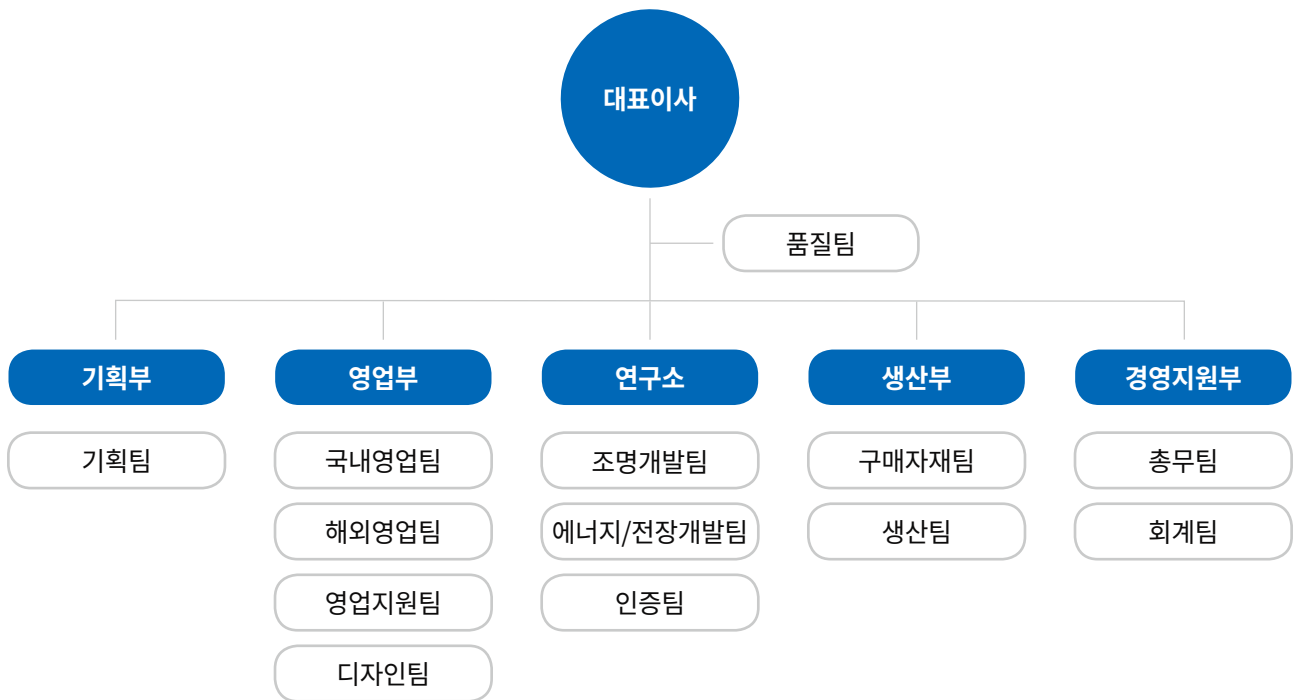 대표이사
품질팀
기획부
영업부
연구소
생산부
경영지원부
기획팀
국내영업팀
조명개발팀
구매자재팀
총무팀
해외영업팀
에너지/전장개발팀
생산팀
회계팀
영업지원팀
인증팀
디자인팀